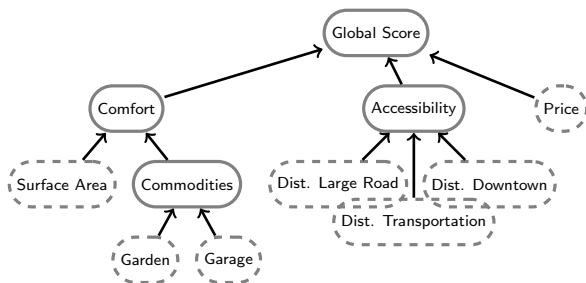 Global Score
Comfort
Accessibility
Price
Surface Area
Commodities
Dist. Large Road
Dist. Downtown
Dist. Transportation
Garden
Garage